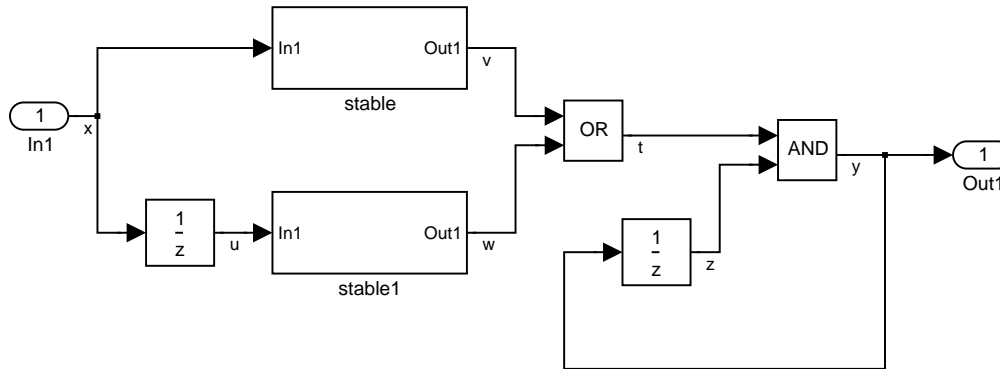 In1 Out1
v
stable
1
x
In1
OR
t
AND
y
1
Out1
1
z
u
In1 Out1
w
stable1
1
z
z